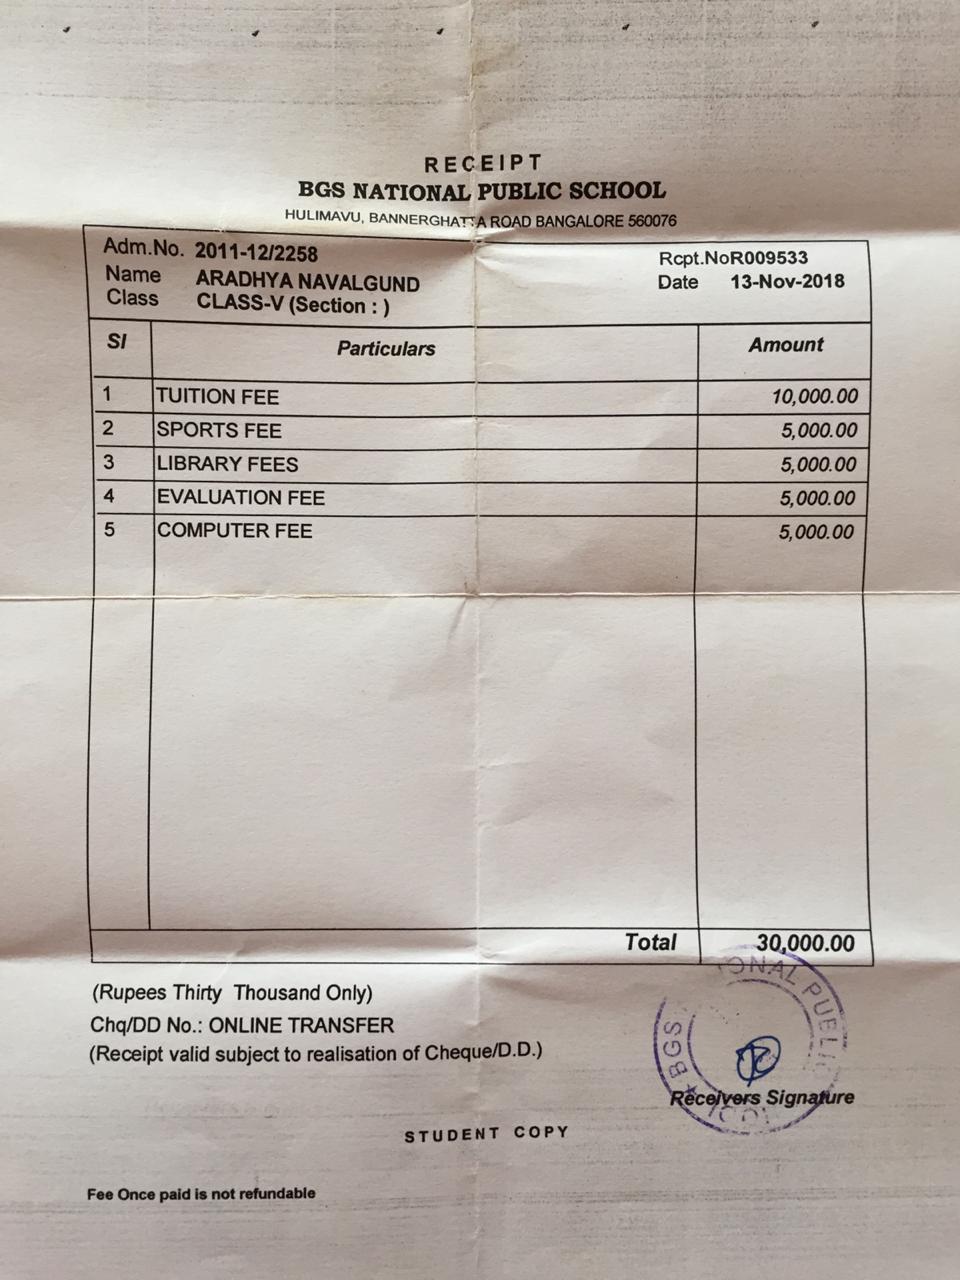 RECEIPT
BGS NATIONAL PUBLIC SCHOOL
HULIMAVU, BANNERGHATTA ROAD BANGALORE 560076
Adm.No. 2011-12/2258 Rcpt.NoR009533
Name ARADHYA NAVALGUND Date 13-Nov-2018
Class CLASS-V (Section : )
Sl Particulars Amount
1 TUITION FEE 10,000.00
2 SPORTS FEE 5,000.00
3 LIBRARY FEES 5,000.00
4 EVALUATION FEE 5,000.00
5 COMPUTER FEE 5,000.00
Total 30,000.00
(Rupees Thirty Thousand Only)
Chq/DD No.: ONLINE TRANSFER
(Receipt valid subject to realisation of Cheque/D.D.)
BGS PUBLIC
Receivers Signature
STUDENT COPY
Fee Once paid is not refundable